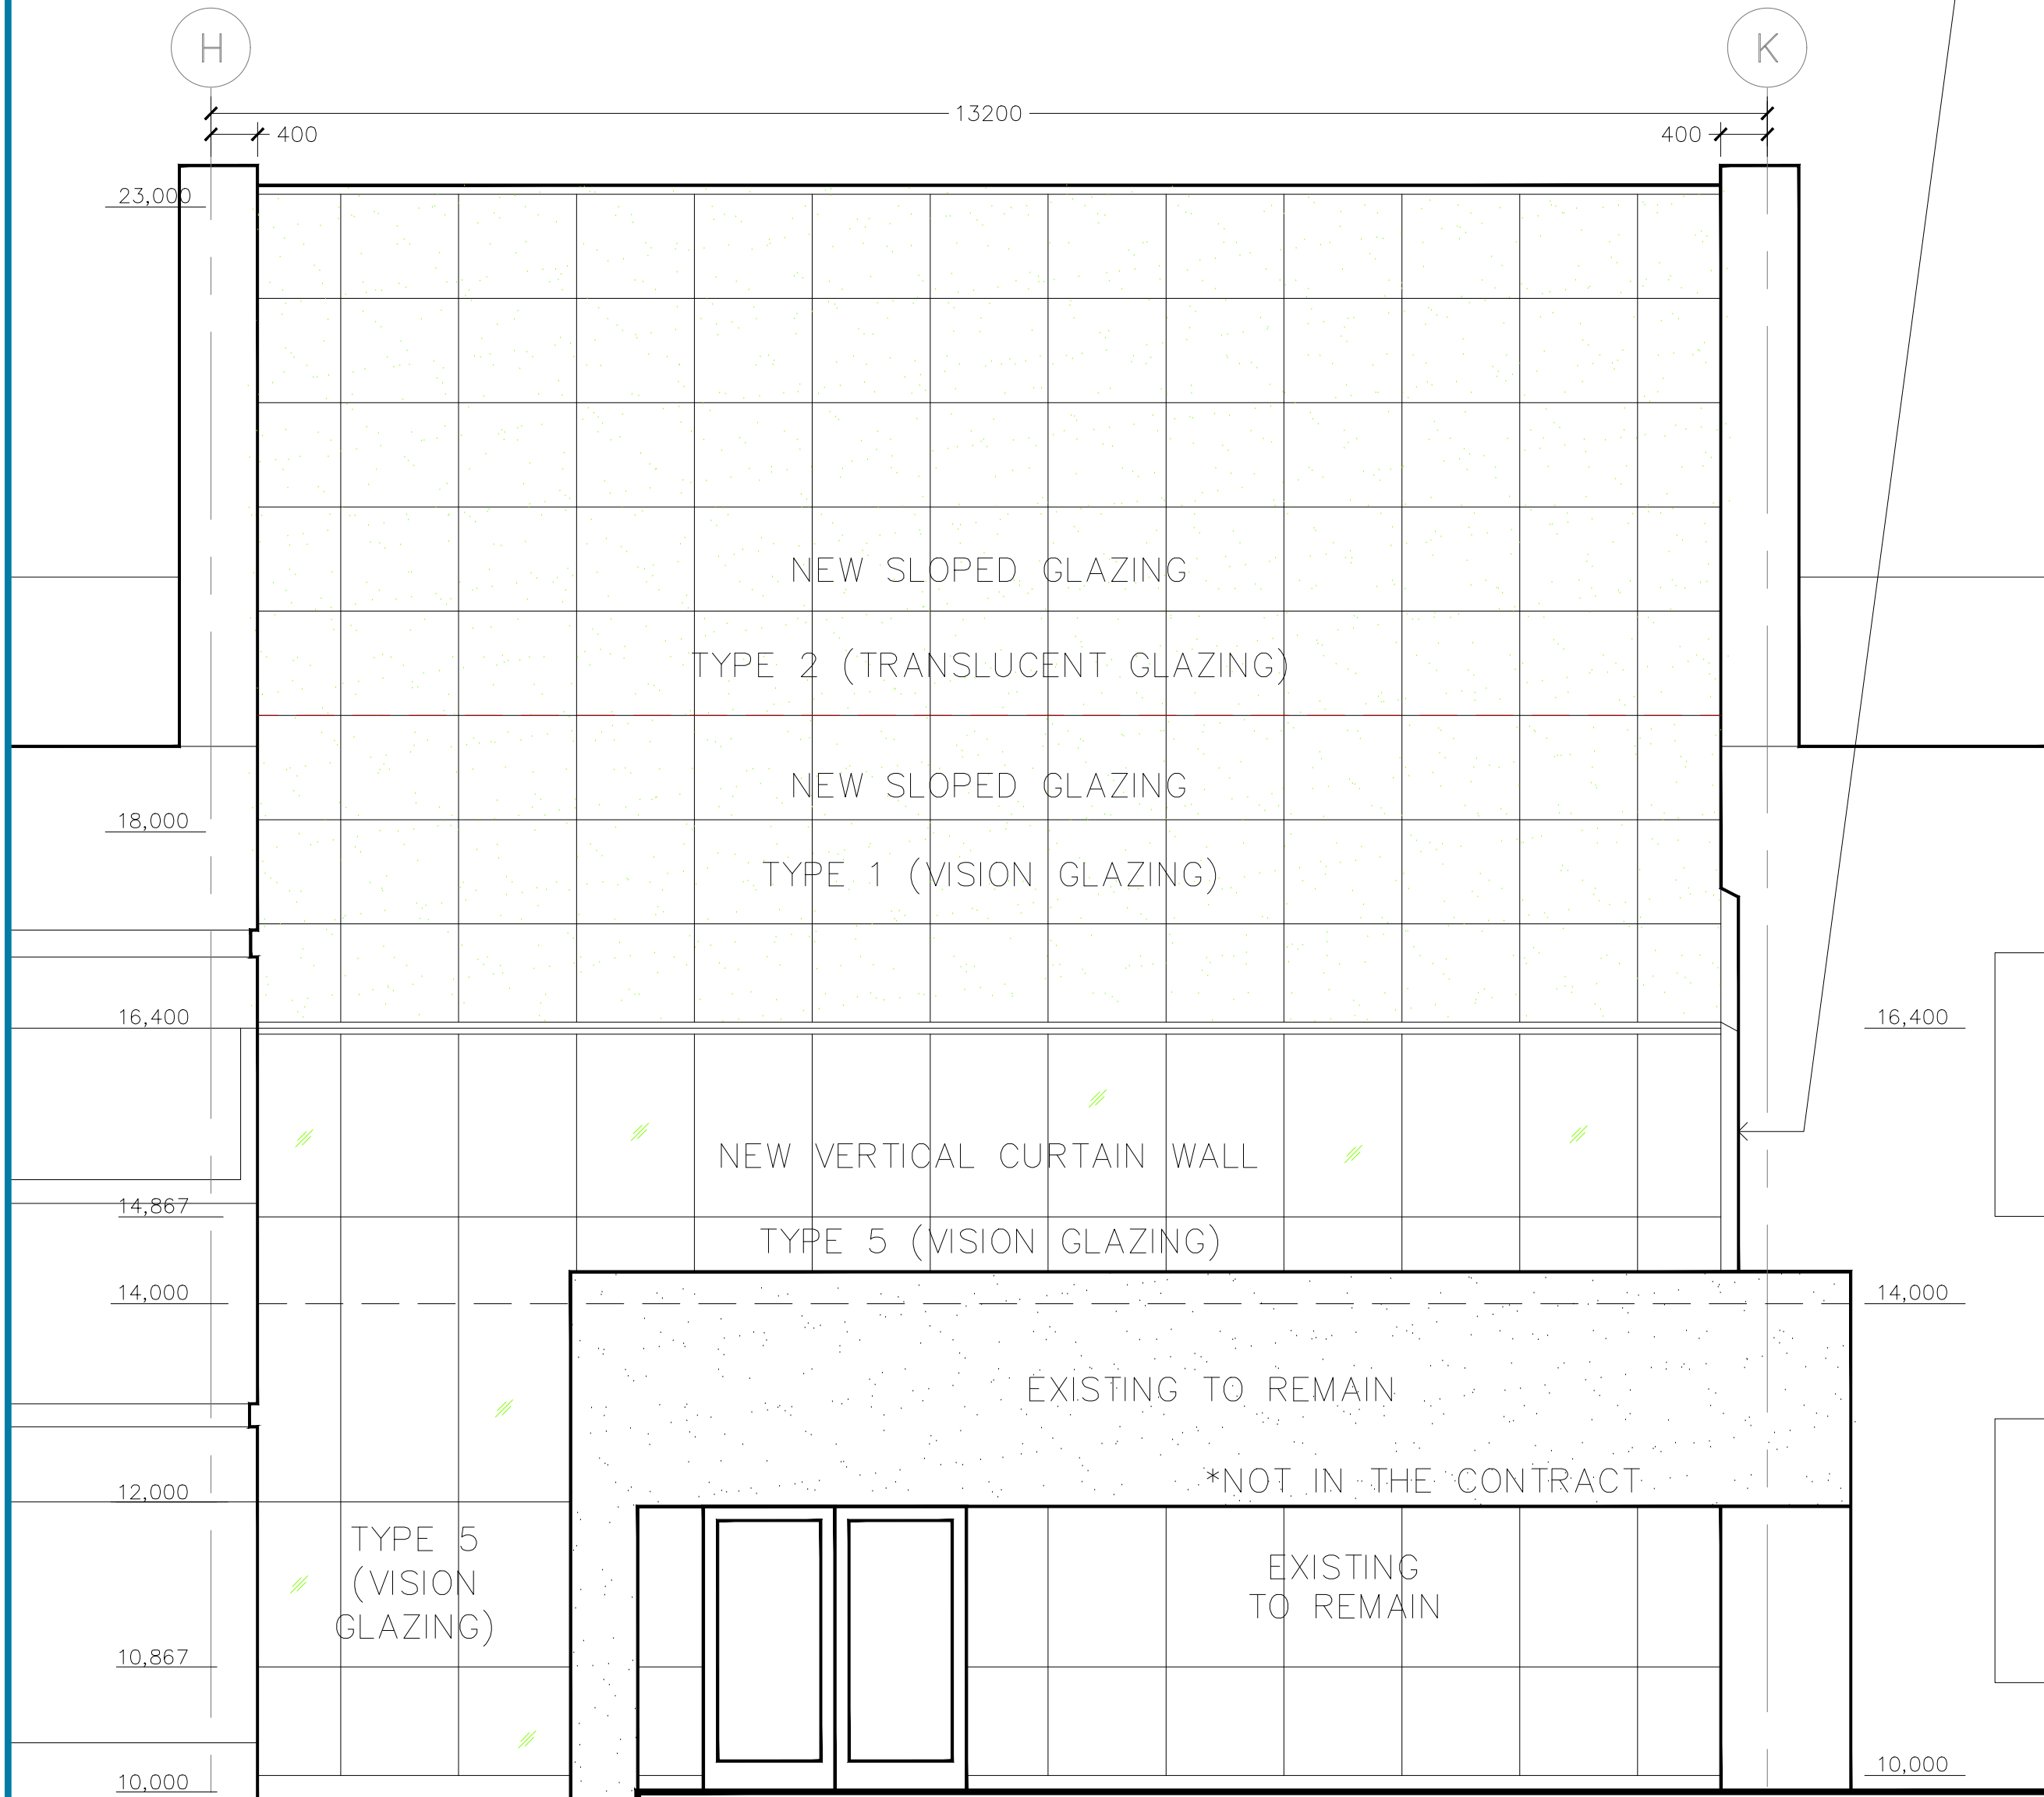 H K
13200
400 400
23,000
NEW SLOPED GLAZING
TYPE 2 (TRANSLUCENT GLAZING)
NEW SLOPED GLAZING
18,000
TYPE 1 (VISION GLAZING)
16,400 16,400
NEW VERTICAL CURTAIN WALL
14,867
TYPE 5 (VISION GLAZING)
14,000 14,000
EXISTING TO REMAIN
*NOT IN THE CONTRACT
12,000
TYPE 5
(VISION
GLAZING)
EXISTING
TO REMAIN
10,867
10,000 10,000